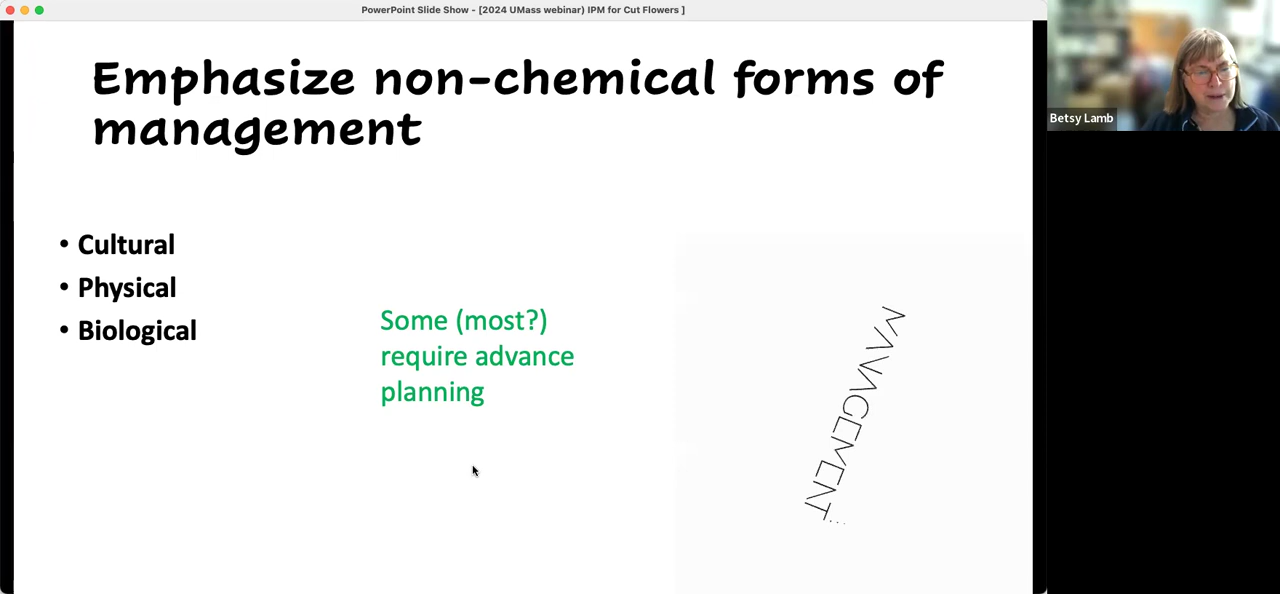 PowerPoint Slide Show - [2024 UMass webinar) IPM for Cut Flowers ]
Emphasize non-chemical forms of
management
• Cultural
• Physical
• Biological
Some (most?)
require advance
planning
MANAGEMENT...
Betsy Lamb